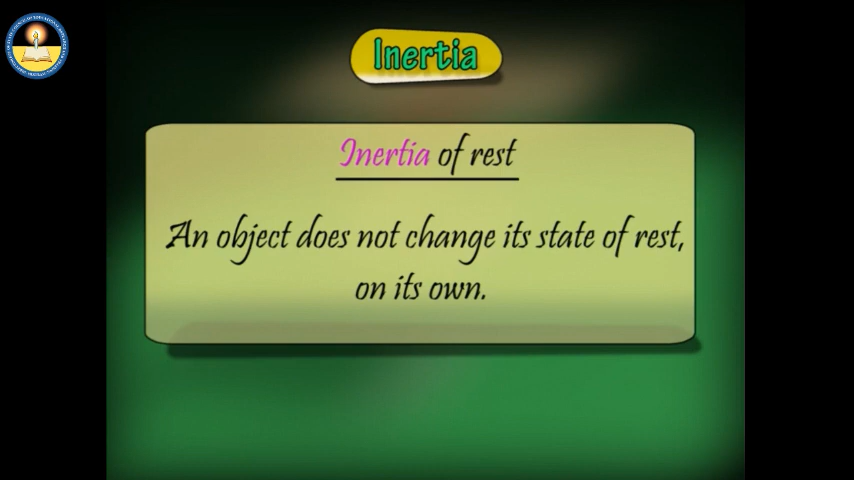 Inertia
Inertia of rest
An object does not change its state of rest,
on its own.